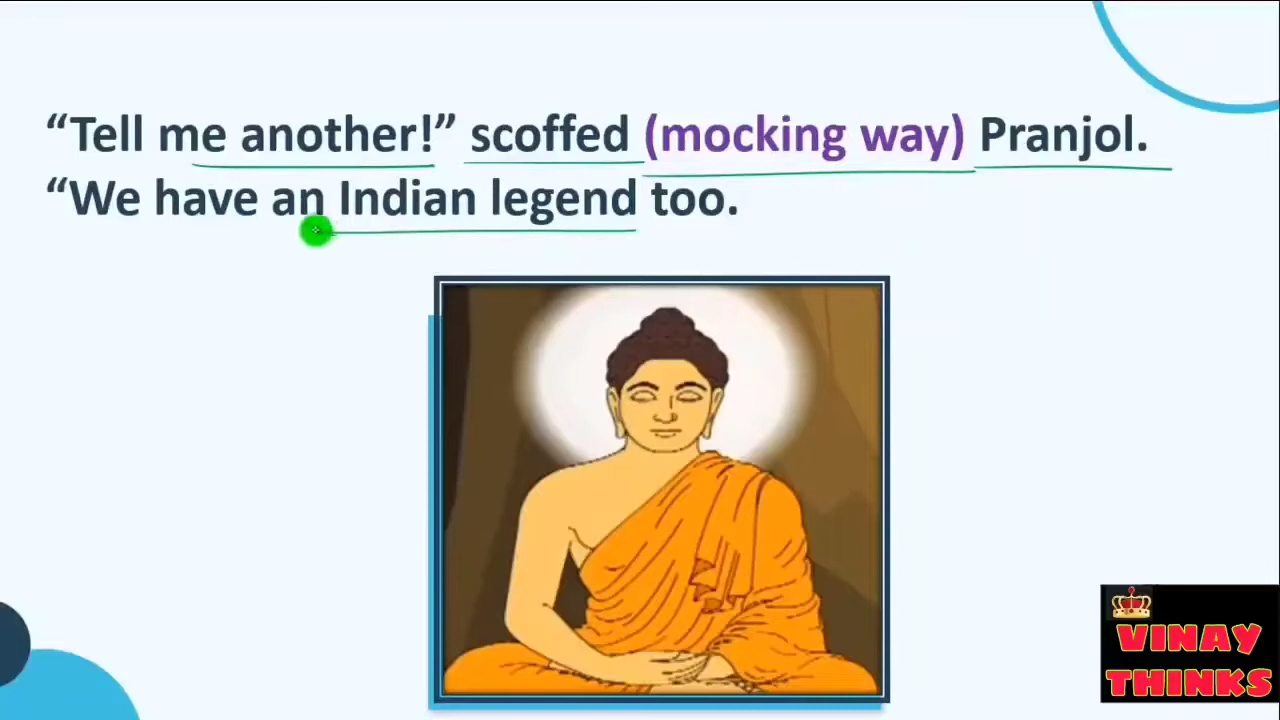 “Tell me another!” scoffed (mocking way) Pranjol.
“We have an Indian legend too.
VINAY
THINKS